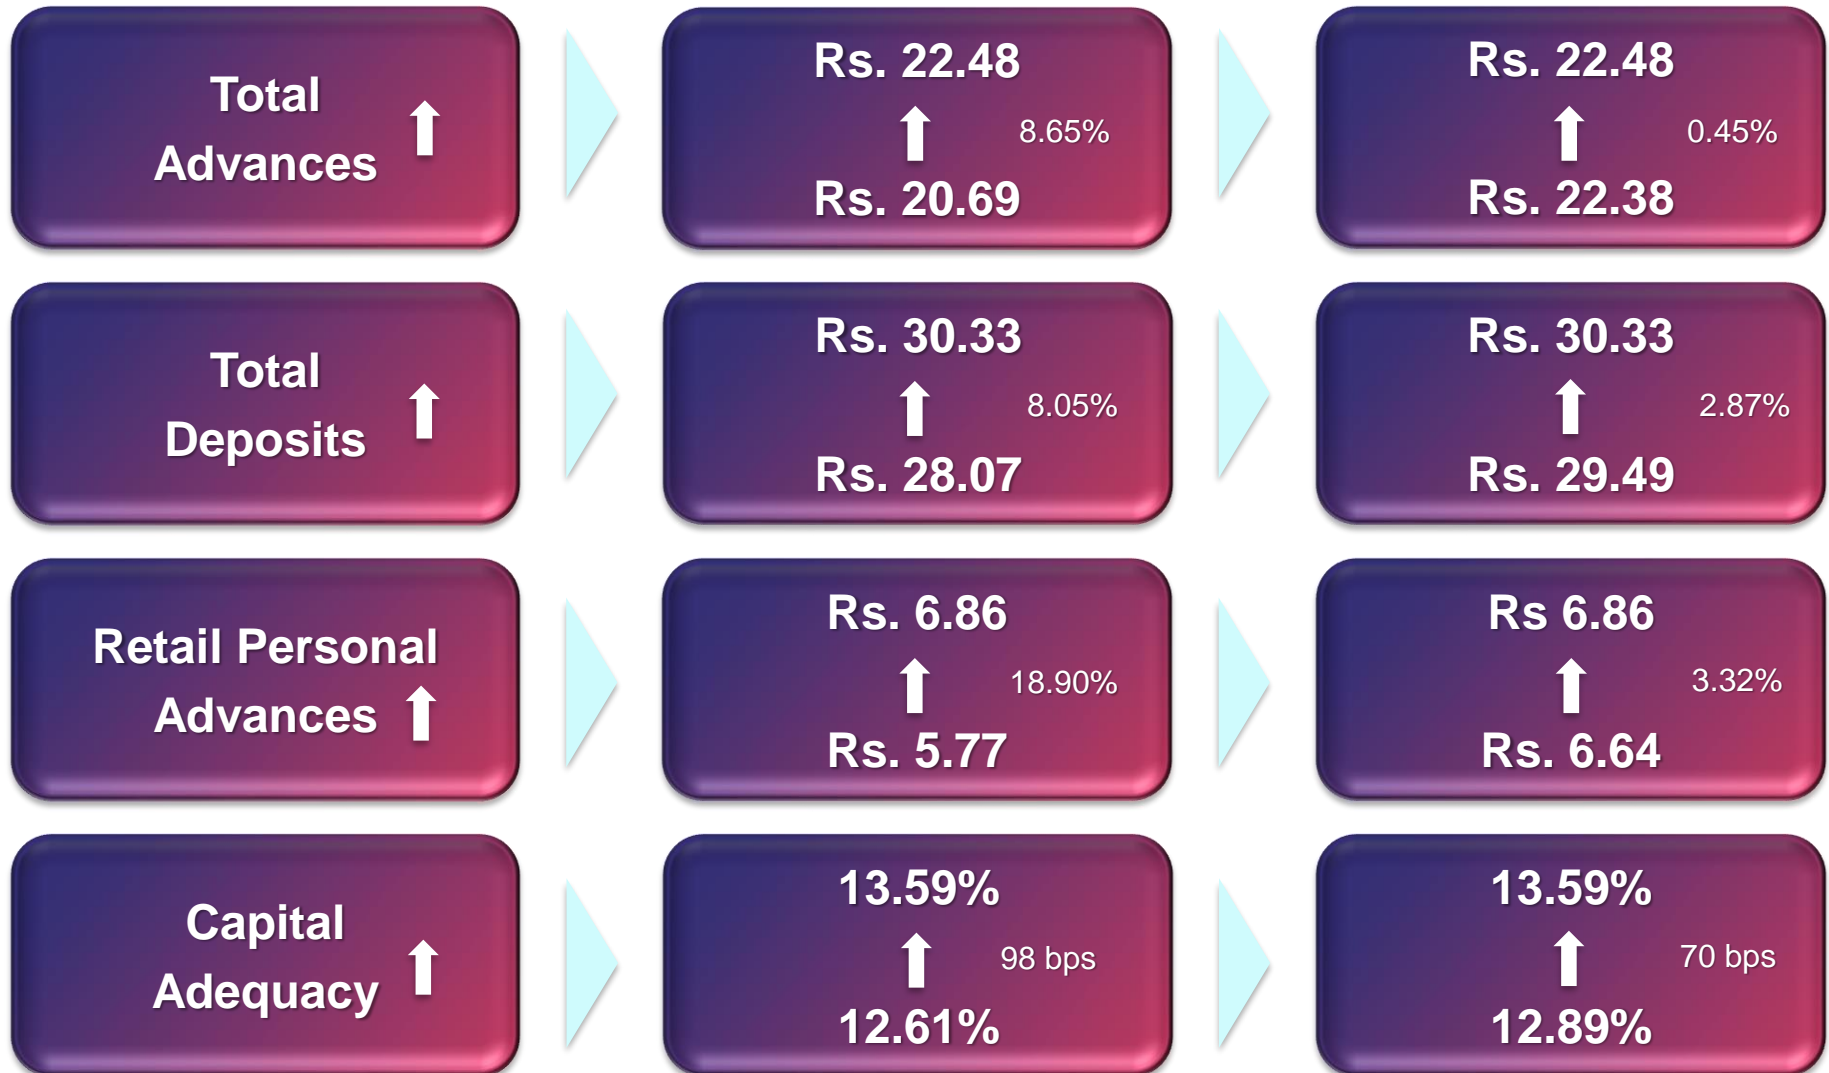 Total
Advances
Rs. 22.48
8.65%
Rs. 20.69
Rs. 22.48
0.45%
Rs. 22.38
Total
Deposits
Rs. 30.33
8.05%
Rs. 28.07
Rs. 30.33
2.87%
Rs. 29.49
Retail Personal
Advances
Rs. 6.86
18.90%
Rs. 5.77
Rs 6.86
3.32%
Rs. 6.64
Capital
Adequacy
13.59%
98 bps
12.61%
13.59%
70 bps
12.89%